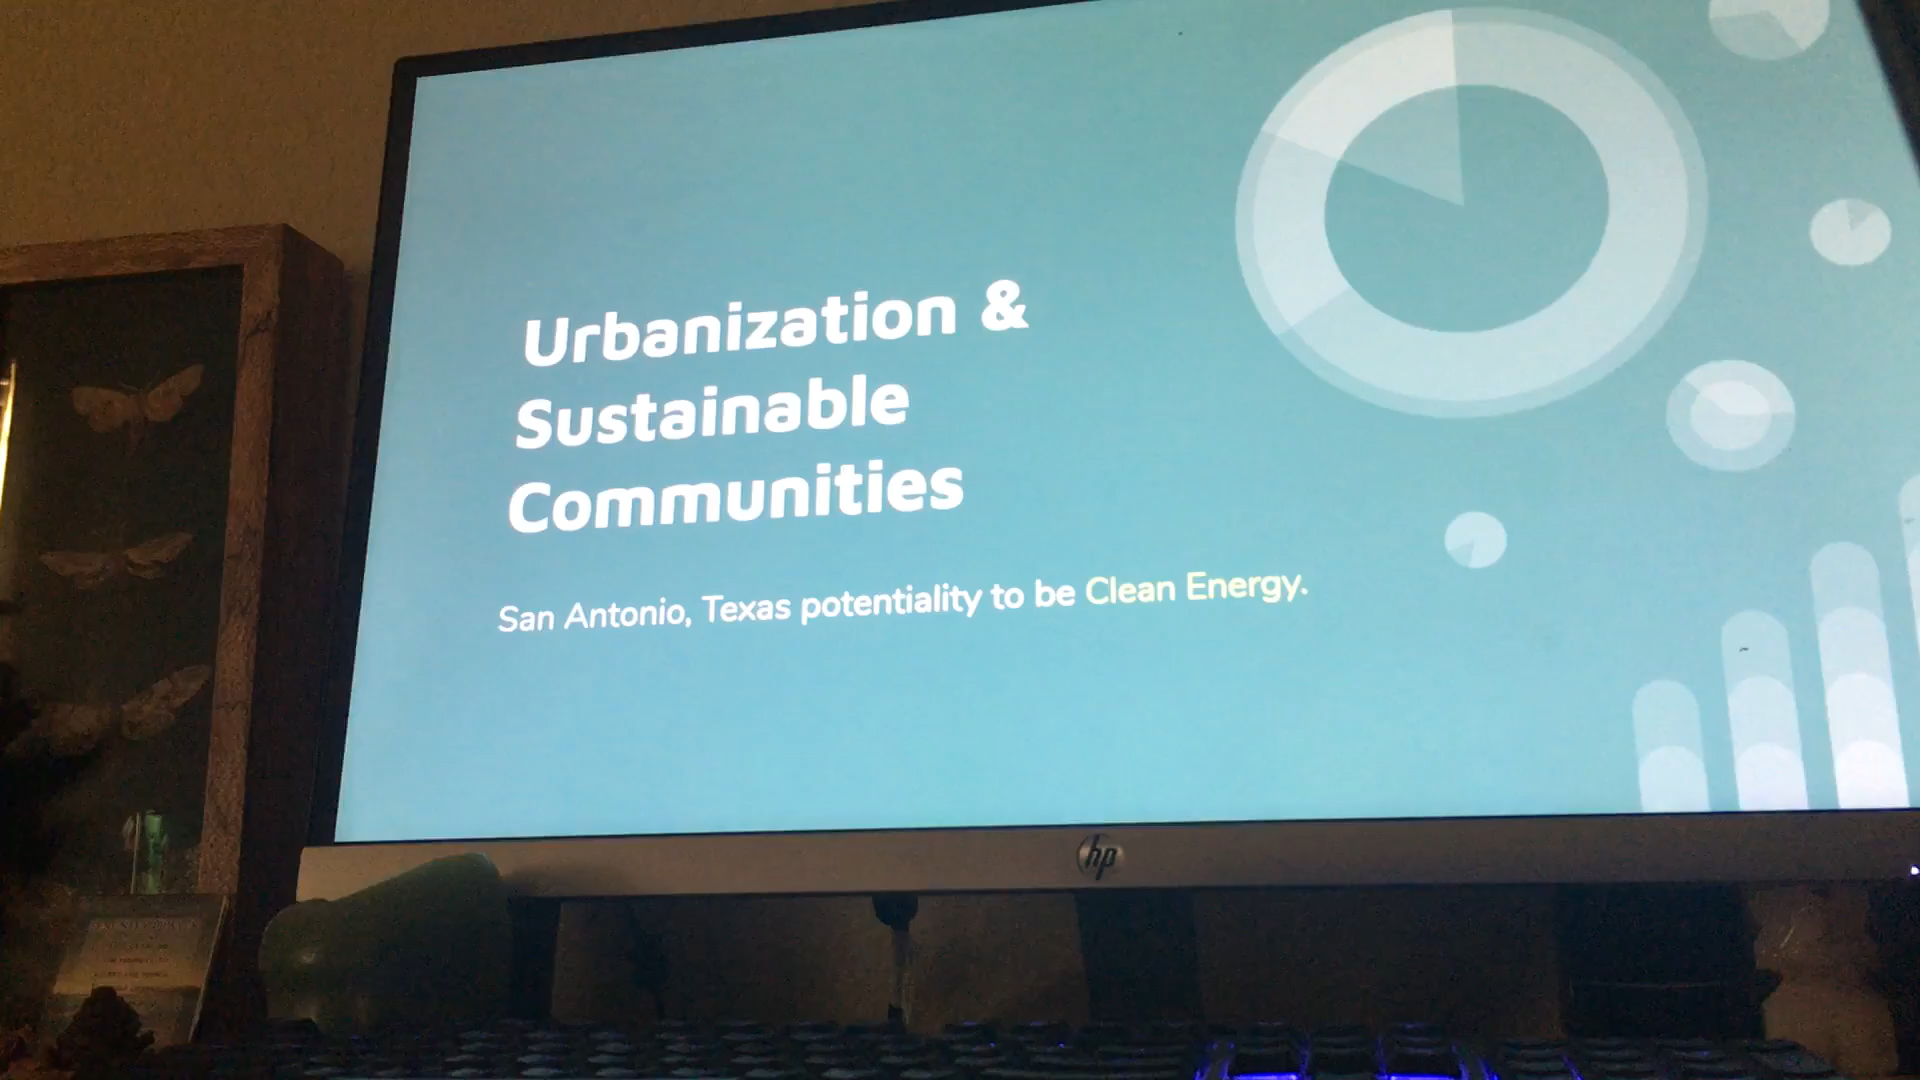 Urbanization &
Sustainable
Communities
San Antonio, Texas potentiality to be Clean Energy.
hp